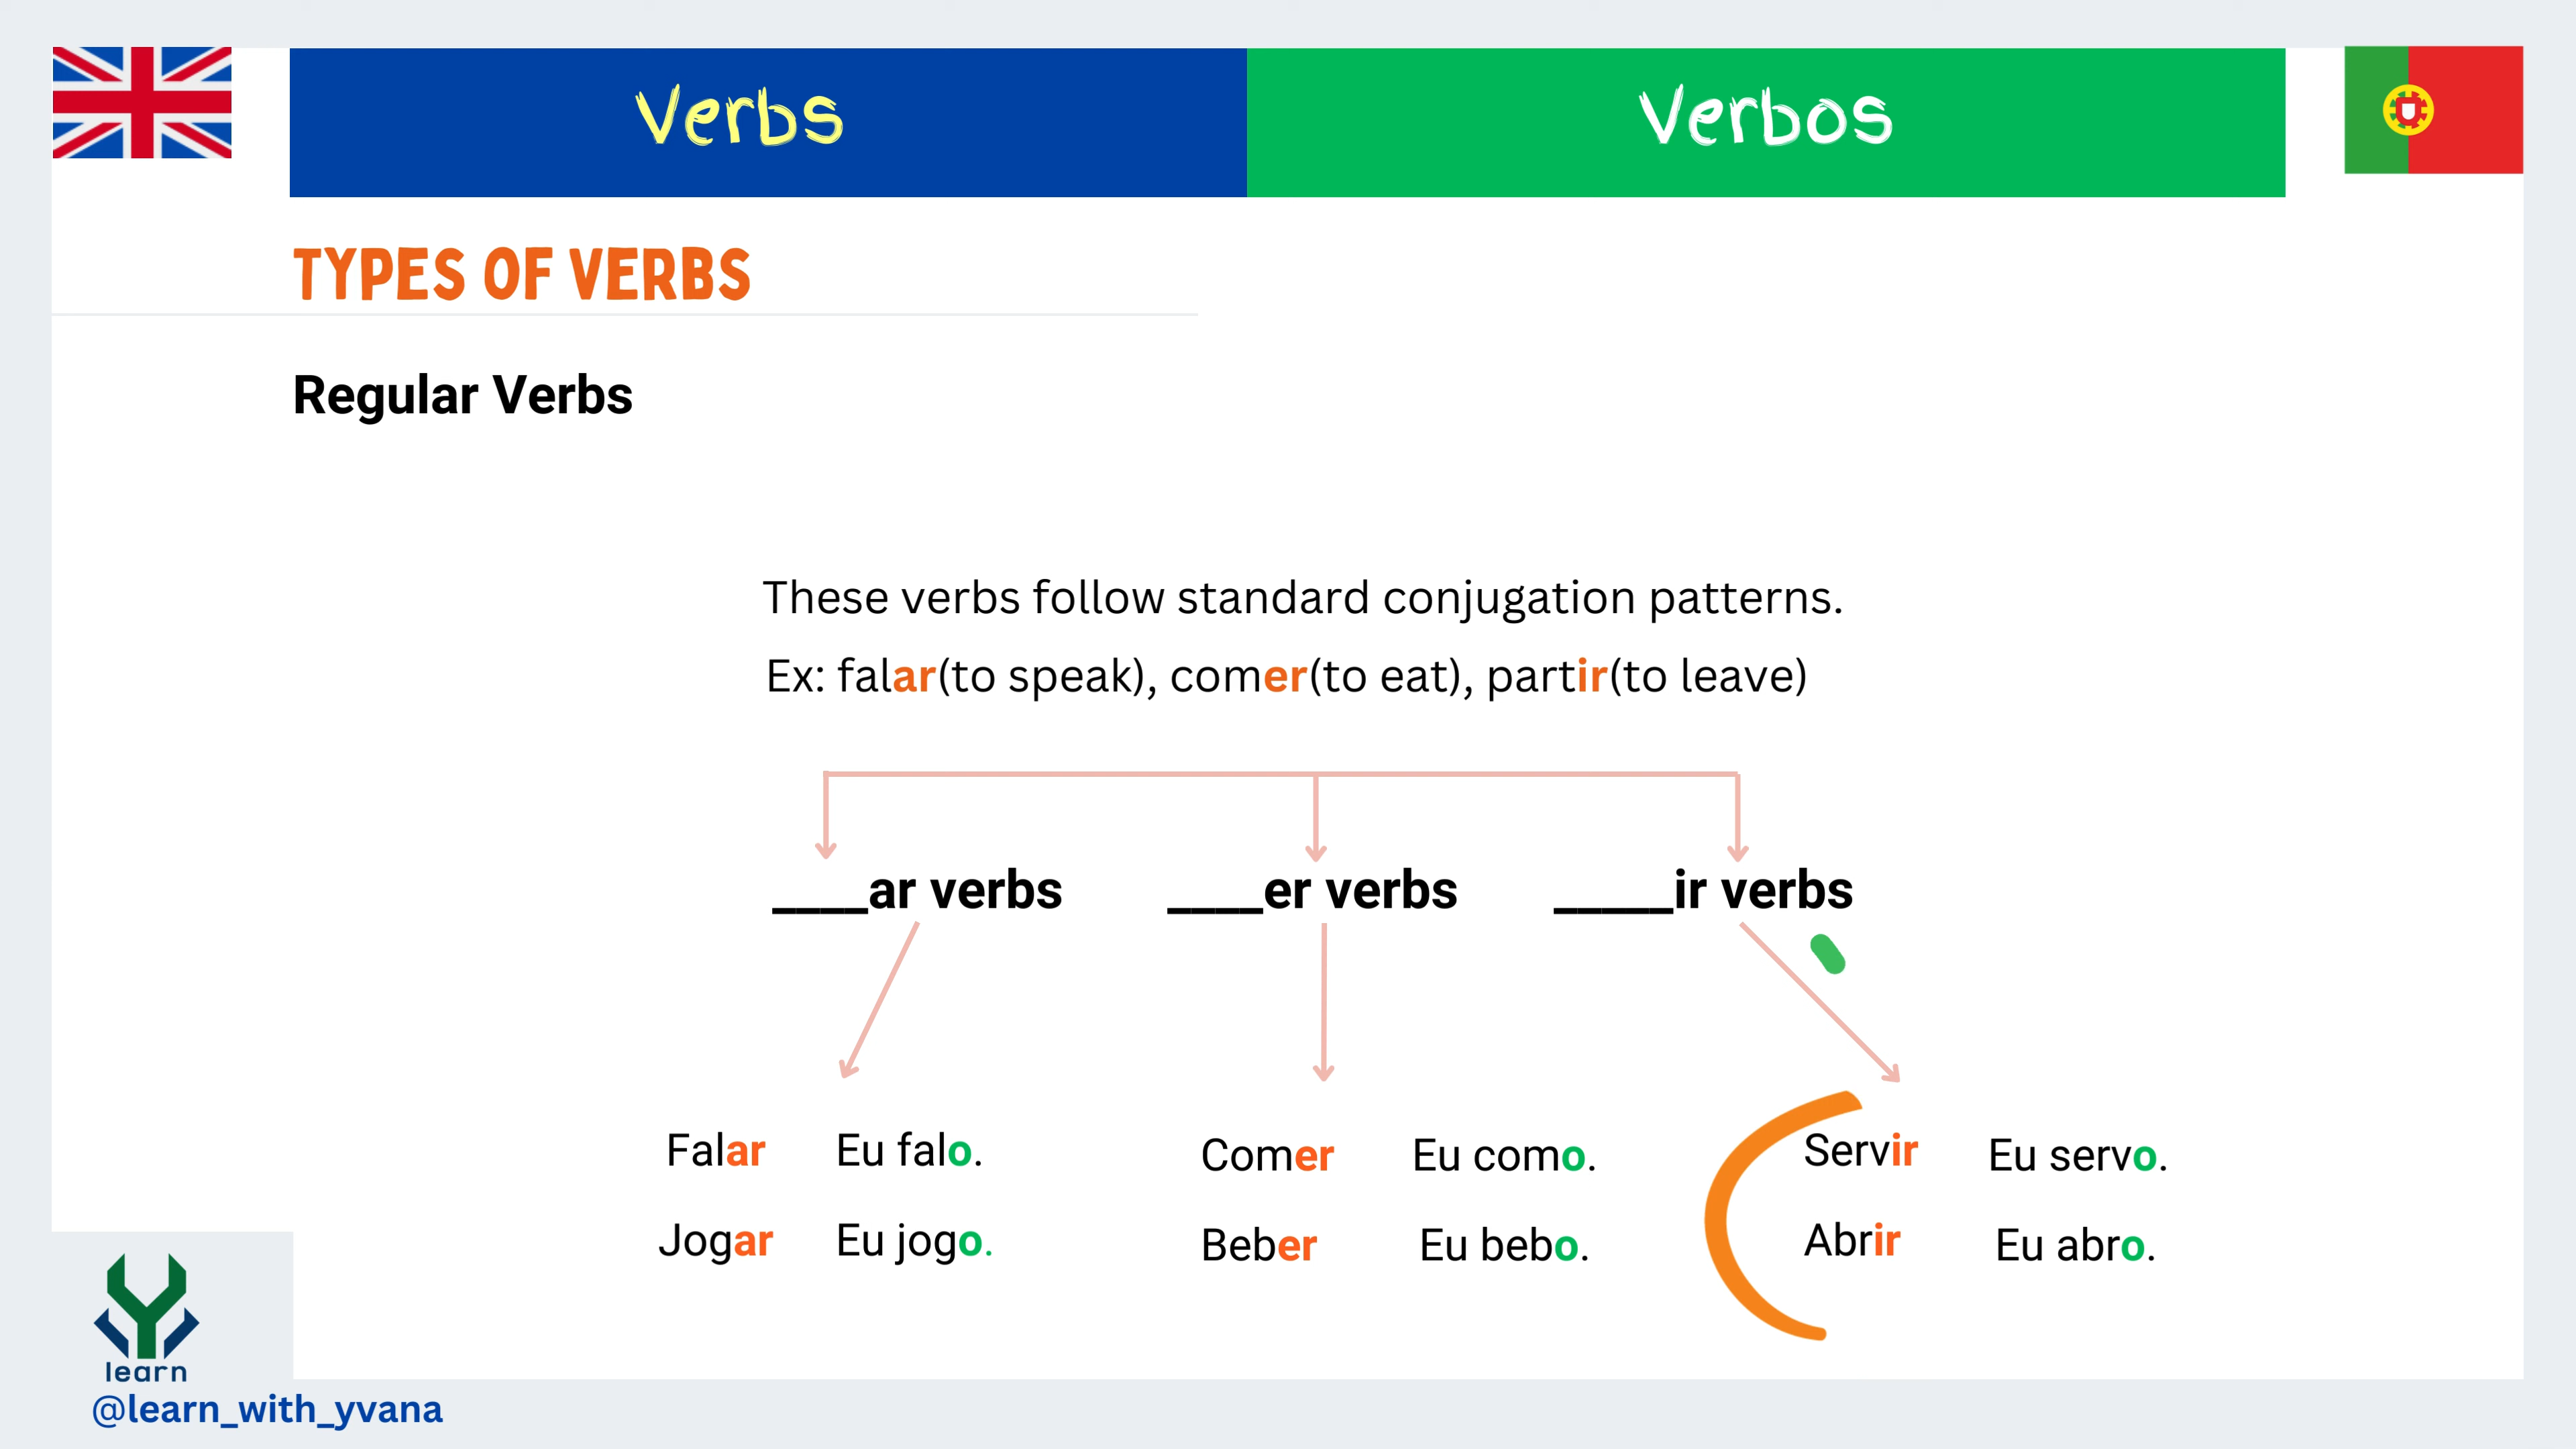 Verbs
Verbos
TYPES OF VERBS
Regular Verbs
These verbs follow standard conjugation patterns.
Ex: falar(to speak), comer(to eat), partir(to leave)
____ar verbs
____er verbs
_____ir verbs
Falar Eu falo.
Jogar Eu jogo.
Comer Eu como.
Beber Eu bebo.
Servir Eu servo.
Abrir Eu abro.
learn
@learn_with_yvana